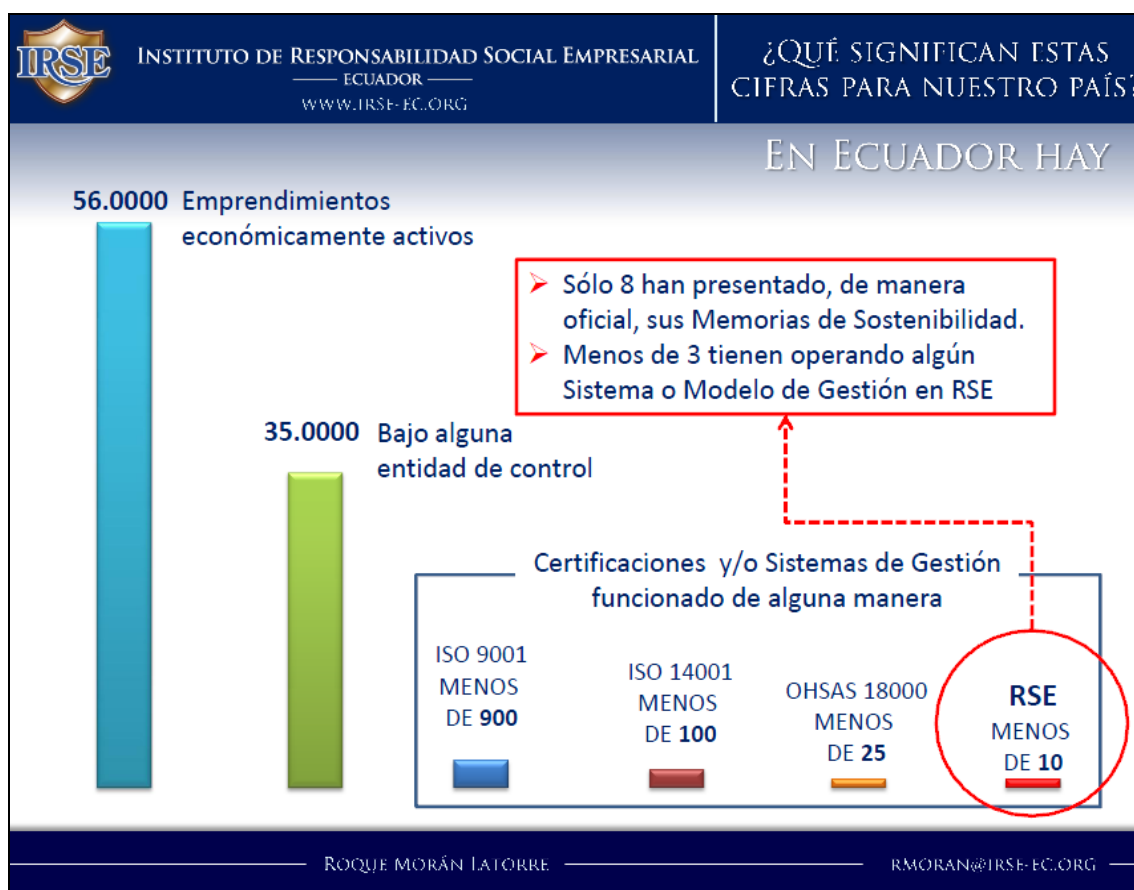 IRSE
INSTITUTO DE RESPONSABILIDAD SOCIAL EMPRESARIAL
ECUADOR
WWW.IRSE-EC.ORG
¿QUÉ SIGNIFICAN ESTAS
CIFRAS PARA NUESTRO PAÍS?
EN ECUADOR HAY
56.0000 Emprendimientos
económicamente activos
➤ Sólo 8 han presentado, de manera
oficial, sus Memorias de Sostenibilidad.
➤ Menos de 3 tienen operando algún
Sistema o Modelo de Gestión en RSE
35.0000 Bajo alguna
entidad de control
Certificaciones y/o Sistemas de Gestión
funcionado de alguna manera
ISO 9001
MENOS
DE 900
ISO 14001
MENOS
DE 100
OHSAS 18000
MENOS
DE 25
RSE
MENOS
DE 10
ROQUE MORÁN LATORRE
RMORAN@IRSE-EC.ORG